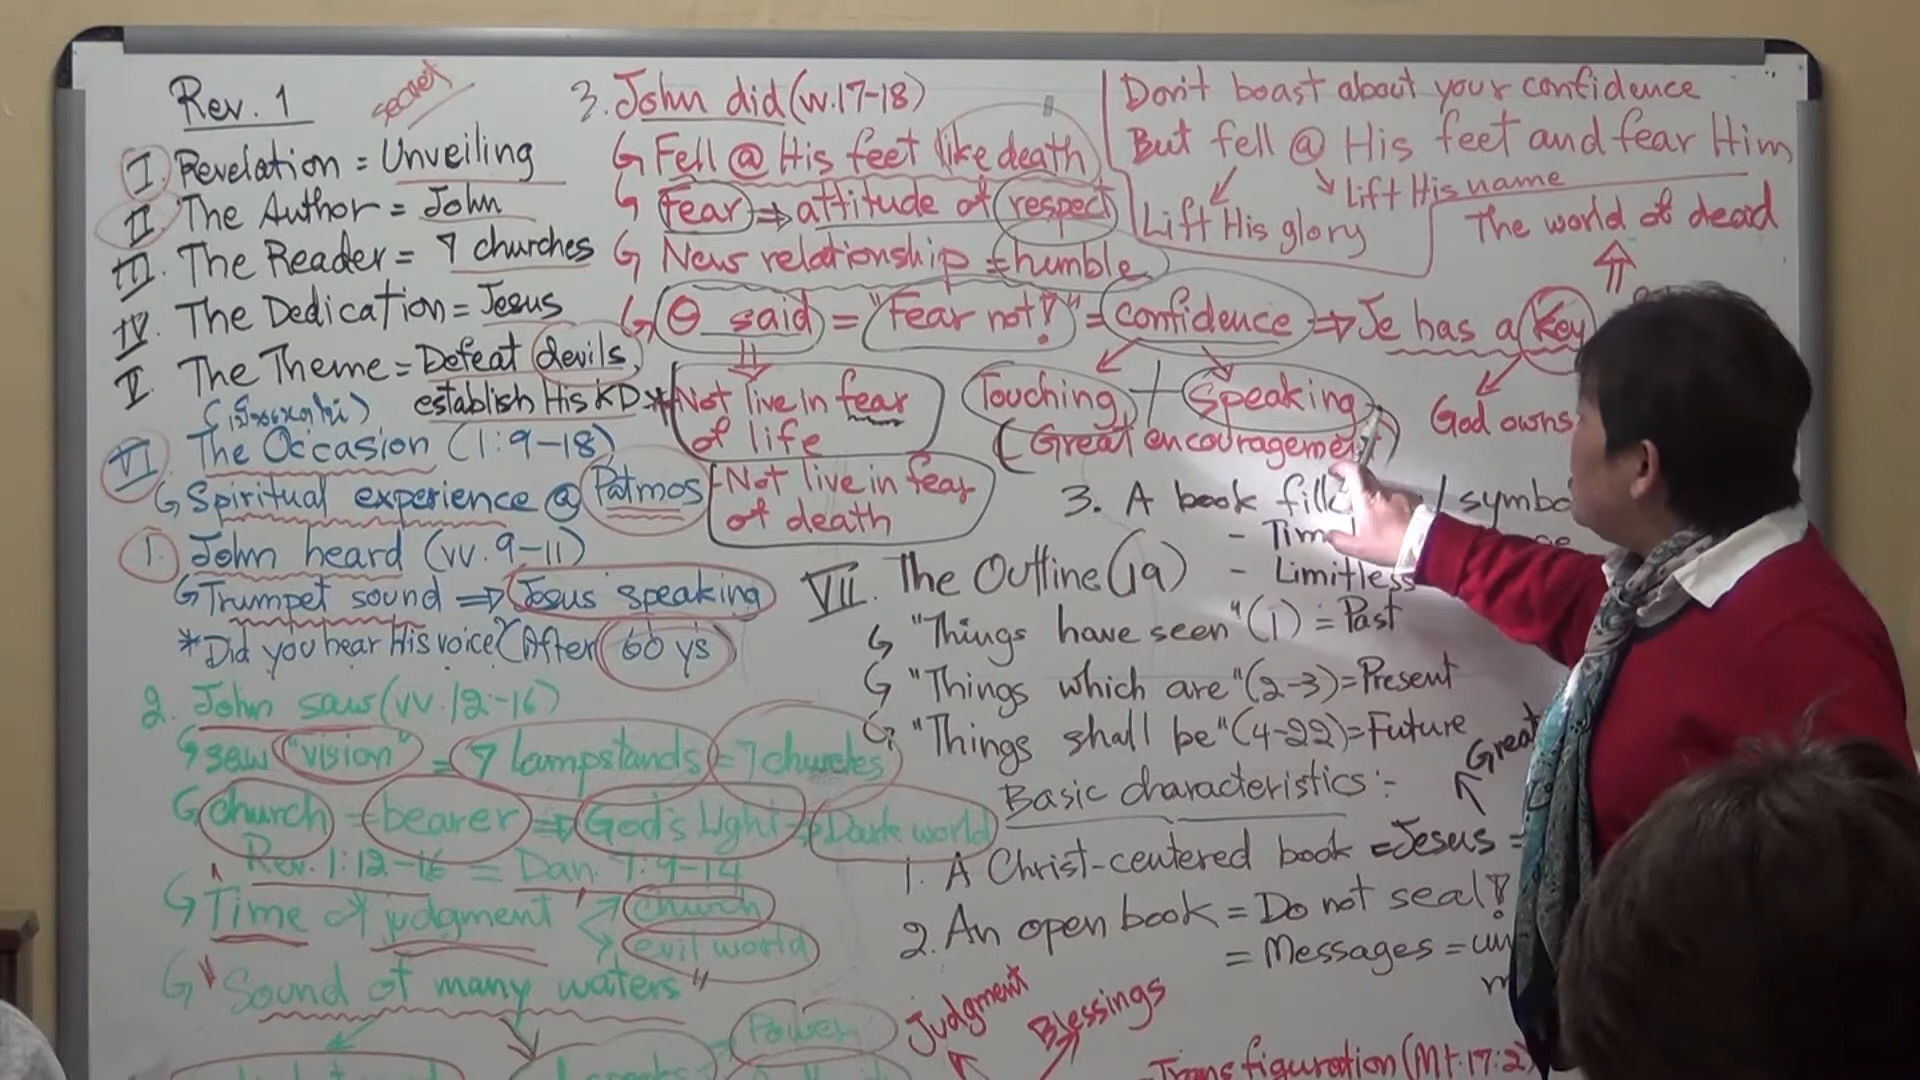 Rev. 1
secret
I. Revelation = Unveiling
II. The Author = John
III. The Reader = 7 churches
IV. The Dedication = Jesus
V. The Theme = Defeat devils,
establish His KD
VI. The Occasion (1:9-18)
Spiritual experience @ Patmos
1. John heard (vv. 9-11)
Trumpet sound ⇒ Jesus speaking
*Did you hear His voice? (After 60 ys)
2. John saw (vv. 12-16)
saw "vision" = 7 lampstands = 7 churches
church = bearer ⇒ God's Light ⇒ Dark world
Rev. 1:12-16 = Dan. 7:9-14
Time of judgment
church
evil world
"Sound of many waters"
Power
3. John did (vv. 17-18)
Fell @ His feet like death
fear ⇒ attitude of respect
New relationship = humble
said = "Fear not!" = confidence ⇒ Je has a key
*Not live in fear
of life
-Not live in fear
of death
Touching + Speaking
(Great encouragement)
God owns
The world of dead
Don't boast about your confidence
But fell @ His feet and fear Him
Lift His name
Lift His glory
3. A book symbo
- Limitless
VII. The Outline (19)
"Things have seen" (1) = Past
"Things which are" (2-3) = Present
"Things shall be" (4-22) = Future
Basic characteristics:-
Great
1. A Christ-centered book = Jesus =
2. An open book = Do not seal!
= Messages =
Judgment
Blessings
Transfiguration (Mt. 17:2)